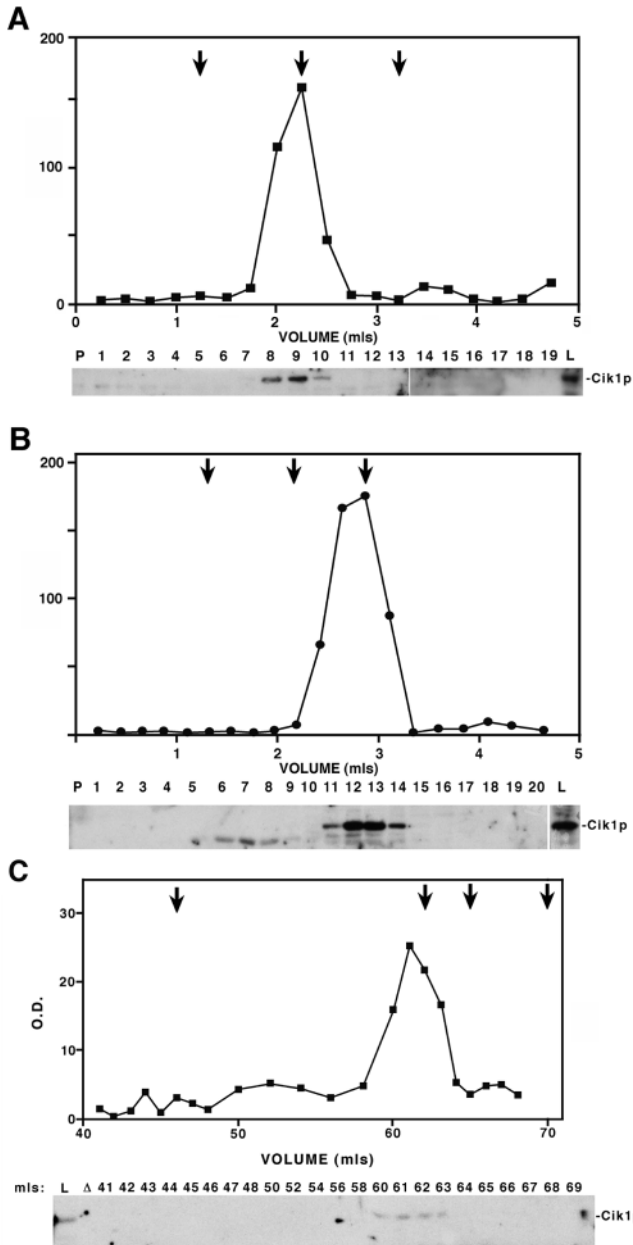 A
200
100
0
0 1 2 3 4 5
VOLUME (mls)
P 1 2 3 4 5 6 7 8 9 10 11 12 13 14 15 16 17 18 19 L
-Cik1p
B
200
100
1 2 3 4 5
VOLUME (mls)
P 1 2 3 4 5 6 7 8 9 10 11 12 13 14 15 16 17 18 19 20 L
-Cik1p
C
30
20
10
0
O.D.
40 50 60 70
VOLUME (mls)
mls: L Δ 41 42 43 44 45 46 47 48 50 52 54 56 58 60 61 62 63 64 65 66 67 68 69
-Cik1